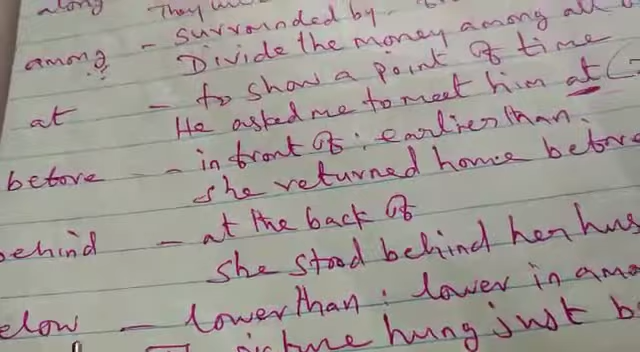 along They
among - surrounded by.
Divide the money among all
at - to show a point of time
He asked me to meet him at (
before - in front of; earlier than.
she returned home before
behind - at the back of
she stood behind her hus
elow - lower than; lower in amo
picture hung just b